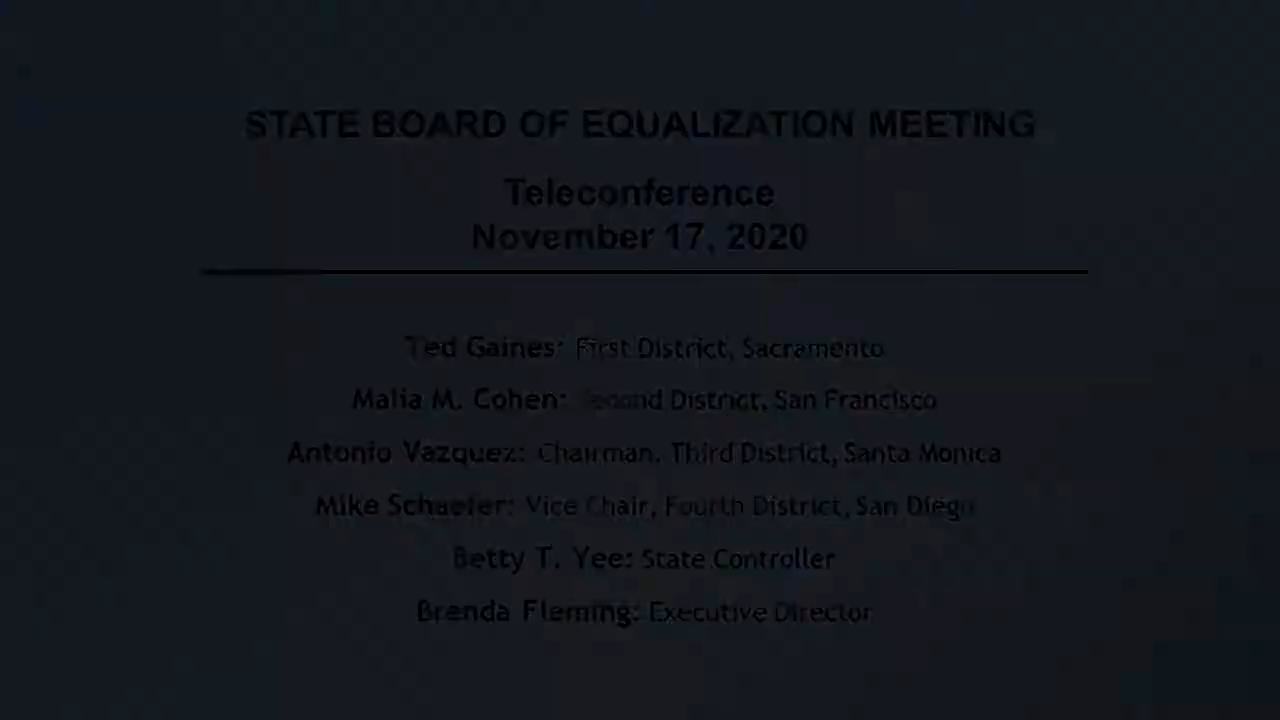 STATE BOARD OF EQUALIZATION MEETING
Teleconference
November 17, 2020
Ted Gaines: First District, Sacramento
Malia M. Cohen: Second District, San Francisco
Antonio Vazquez: Chairman, Third District, Santa Monica
Mike Schaefer: Vice Chair, Fourth District, San Diego
Betty T. Yee: State Controller
Brenda Fleming: Executive Director